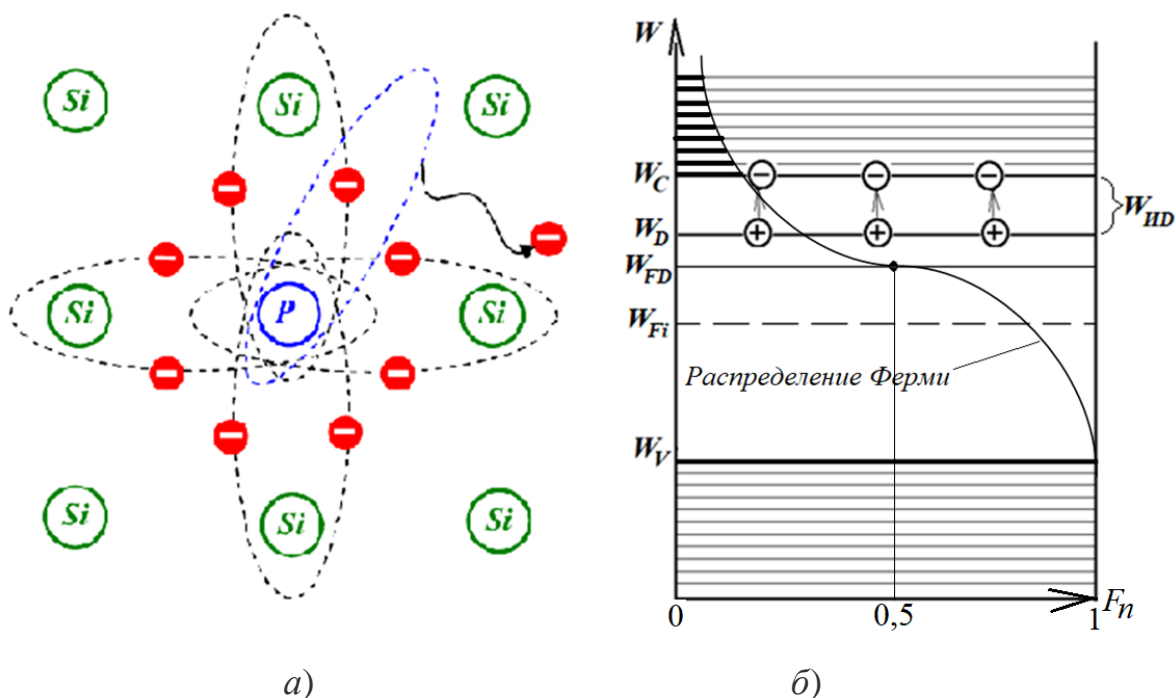 Si Si Si
Si P Si
Si Si Si
а)
W
W_C
W_D
W_ИD
W_FD
W_Fi
Распределение Ферми
W_V
0 0,5 1 F_n
б)